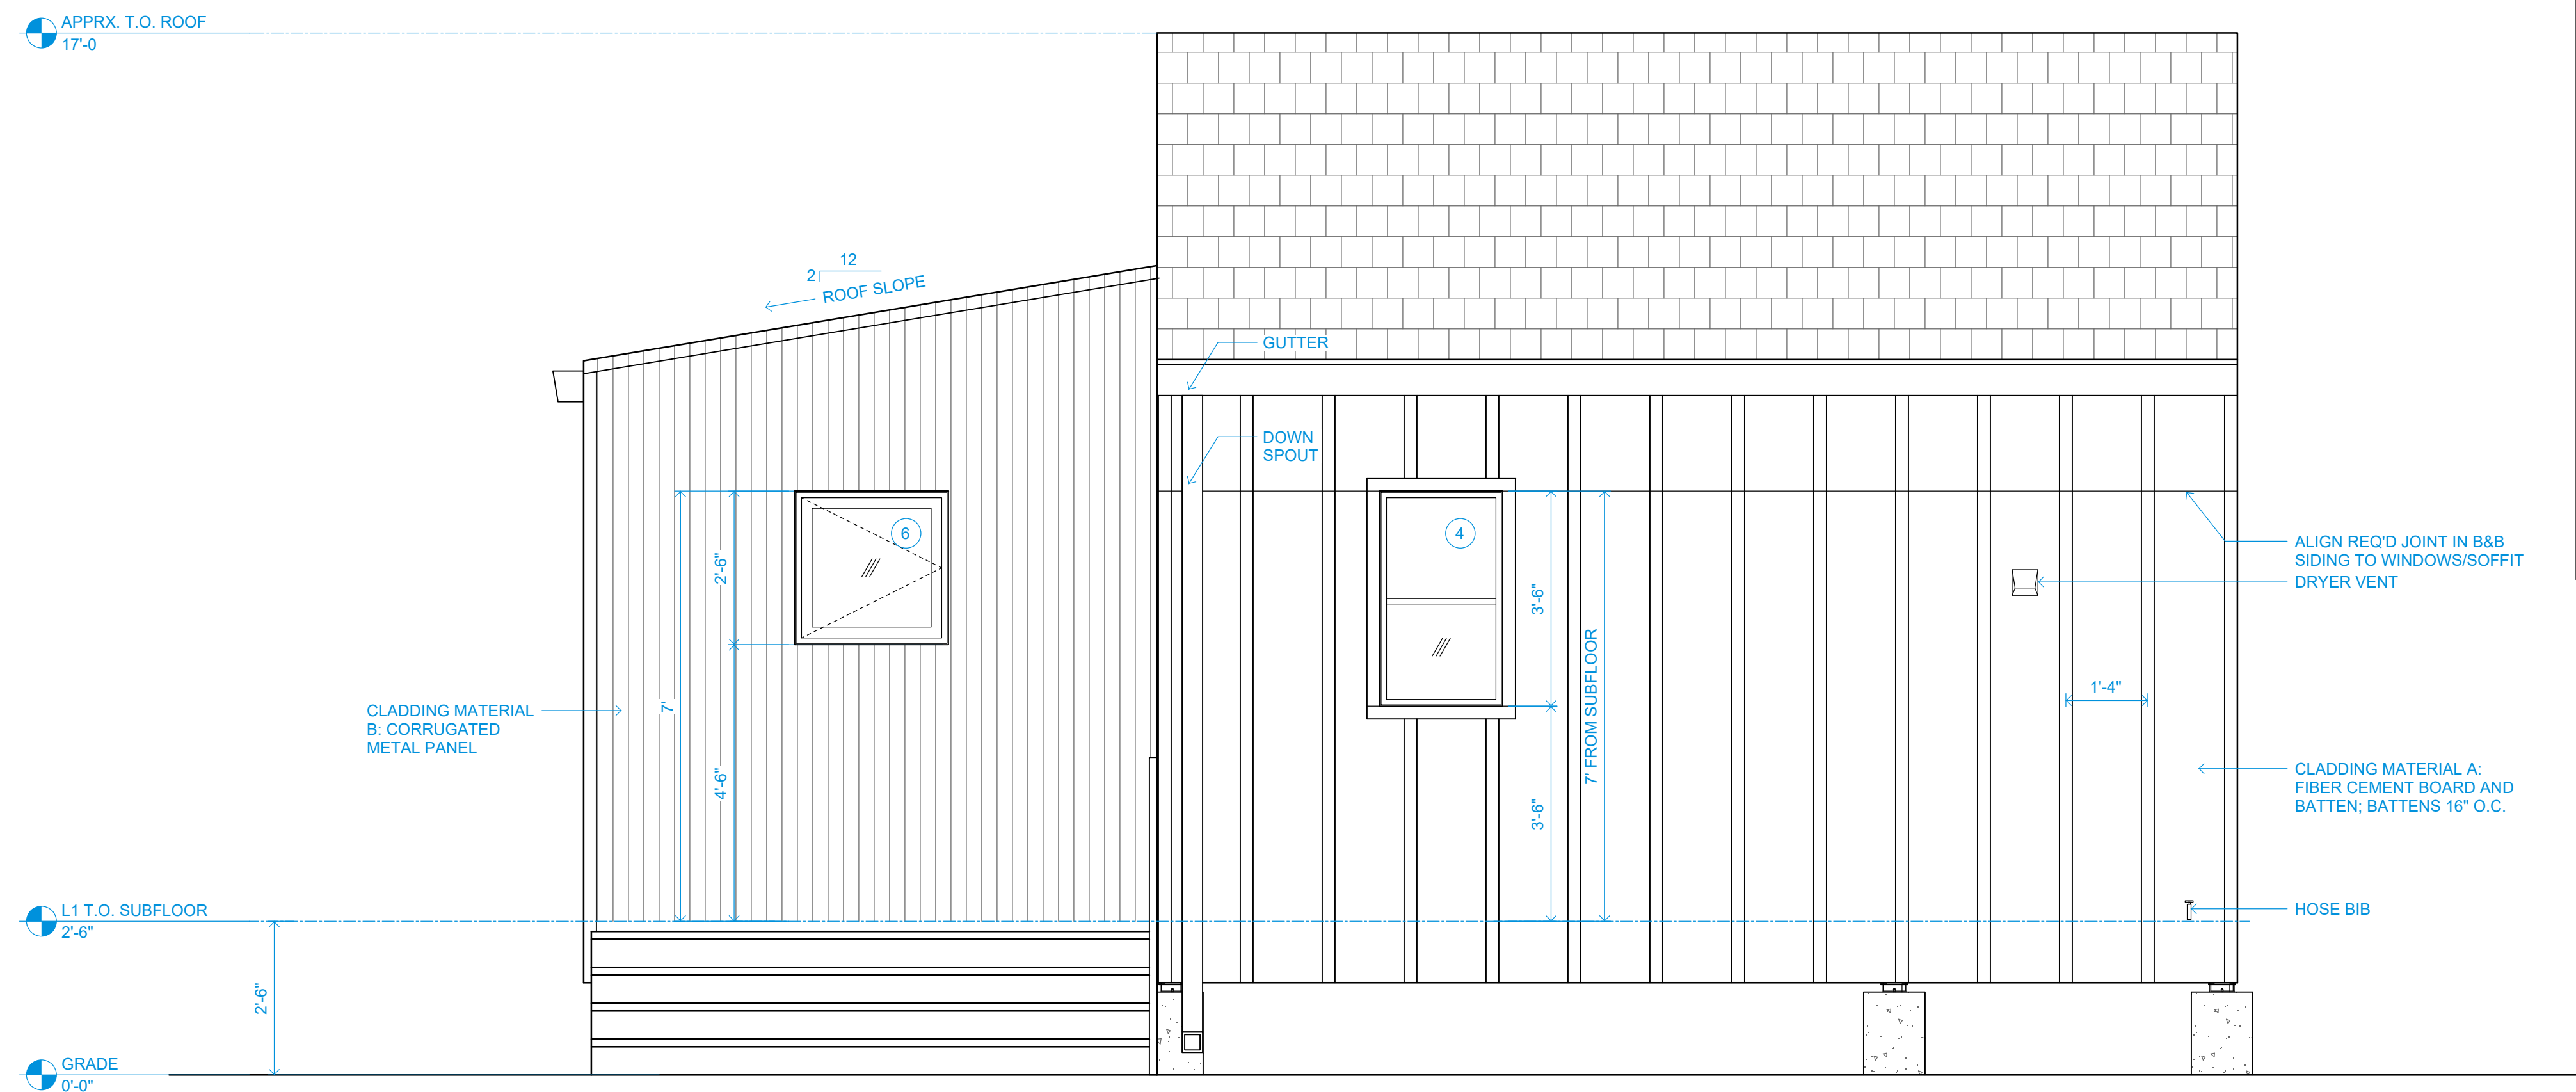 APPRX. T.O. ROOF
17'-0
12
2
ROOF SLOPE
GUTTER
DOWN
SPOUT
6
4
2'-6"
7'
4'-6"
3'-6"
7' FROM SUBFLOOR
3'-6"
1'-4"
ALIGN REQ'D JOINT IN B&B
SIDING TO WINDOWS/SOFFIT
DRYER VENT
CLADDING MATERIAL
B: CORRUGATED
METAL PANEL
CLADDING MATERIAL A:
FIBER CEMENT BOARD AND
BATTEN; BATTENS 16" O.C.
HOSE BIB
L1 T.O. SUBFLOOR
2'-6"
2'-6"
GRADE
0'-0"